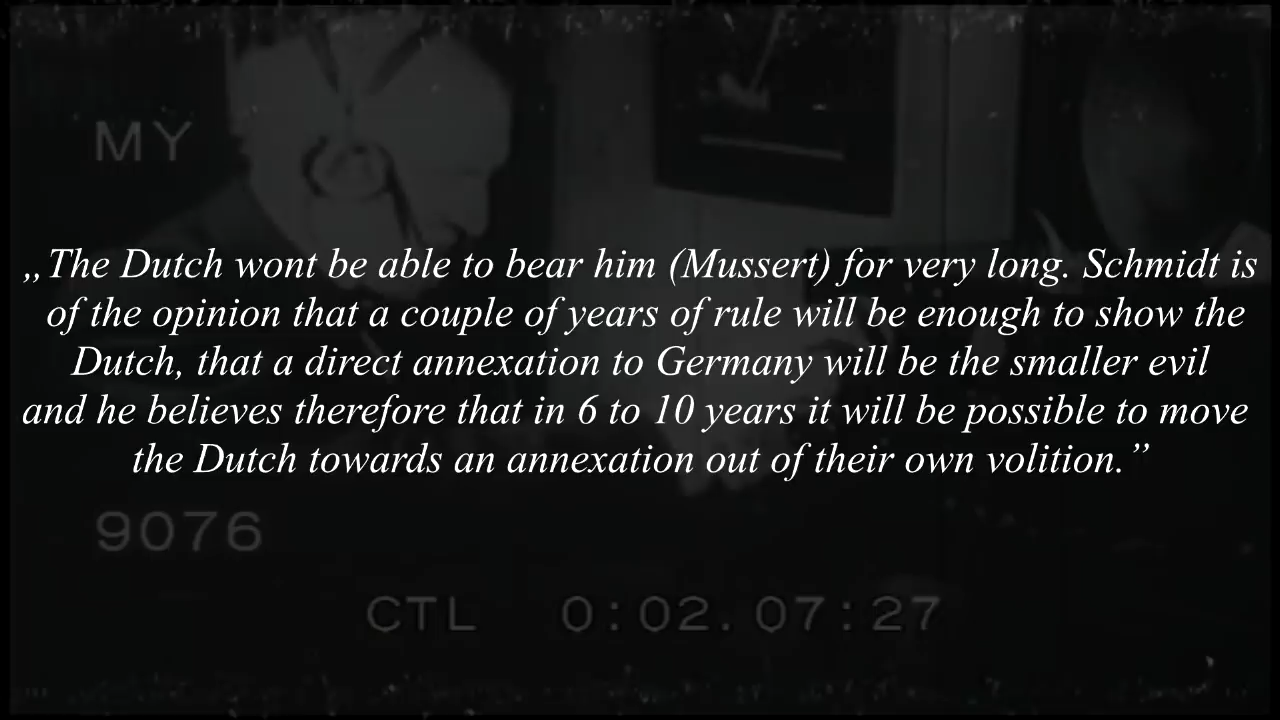 MY
„The Dutch wont be able to bear him (Mussert) for very long. Schmidt is
of the opinion that a couple of years of rule will be enough to show the
Dutch, that a direct annexation to Germany will be the smaller evil
and he believes therefore that in 6 to 10 years it will be possible to move
the Dutch towards an annexation out of their own volition.”
9076
CTL 0:02.07:27